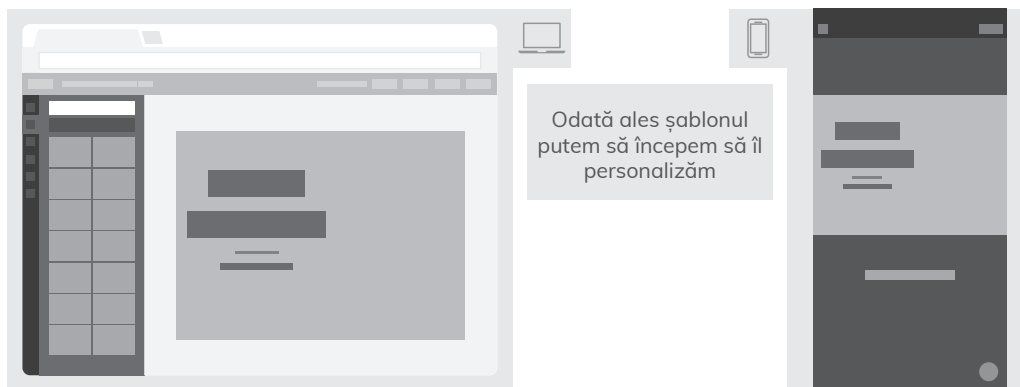 Odată ales șablonul
putem să începem să îl
personalizăm